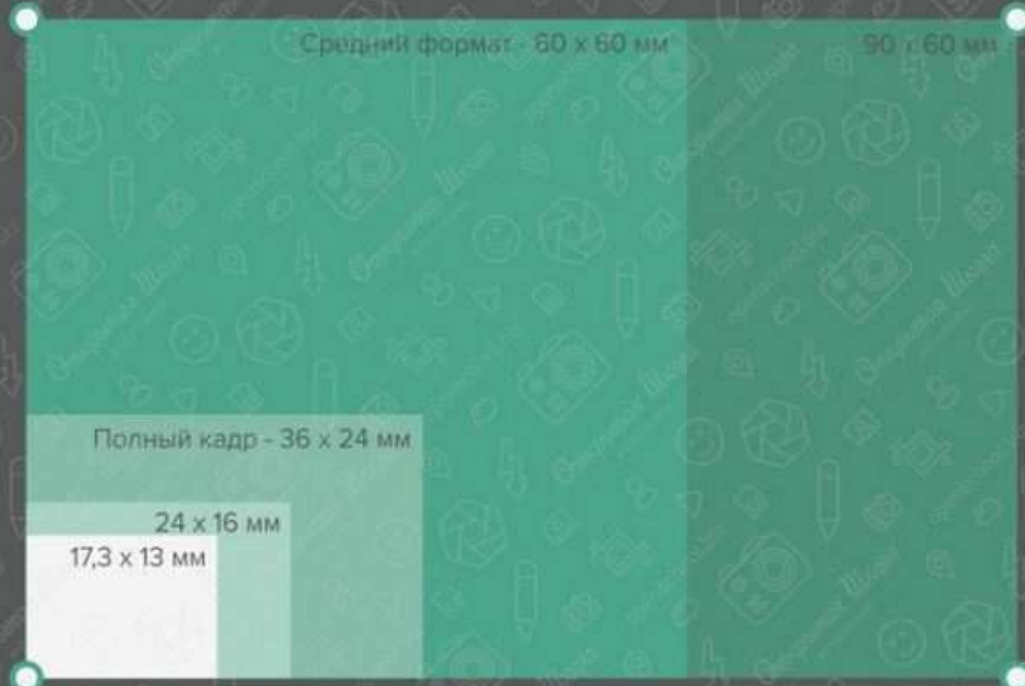 Средний формат - 60 х 60 мм
90 х 60 мм
Полный кадр - 36 х 24 мм
24 х 16 мм
17,3 х 13 мм